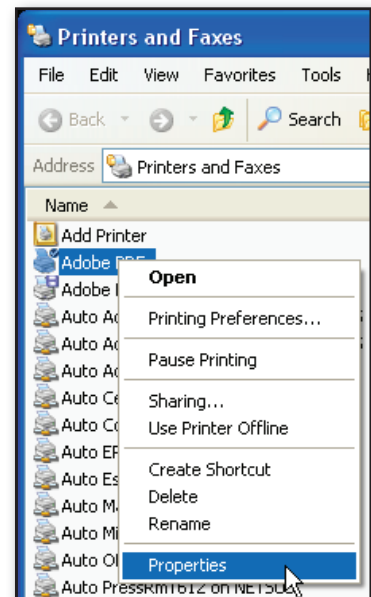 Printers and Faxes
File Edit View Favorites Tools
Back Search
Address Printers and Faxes
Name
Add Printer
Adobe PDF
Adobe
Open
Auto
Printing Preferences...
Auto
Pause Printing
Auto
Auto
Sharing...
Auto
Use Printer Offline
Auto
Auto
Create Shortcut
Auto
Delete
Auto
Rename
Auto
Properties
Auto PressRm612 on